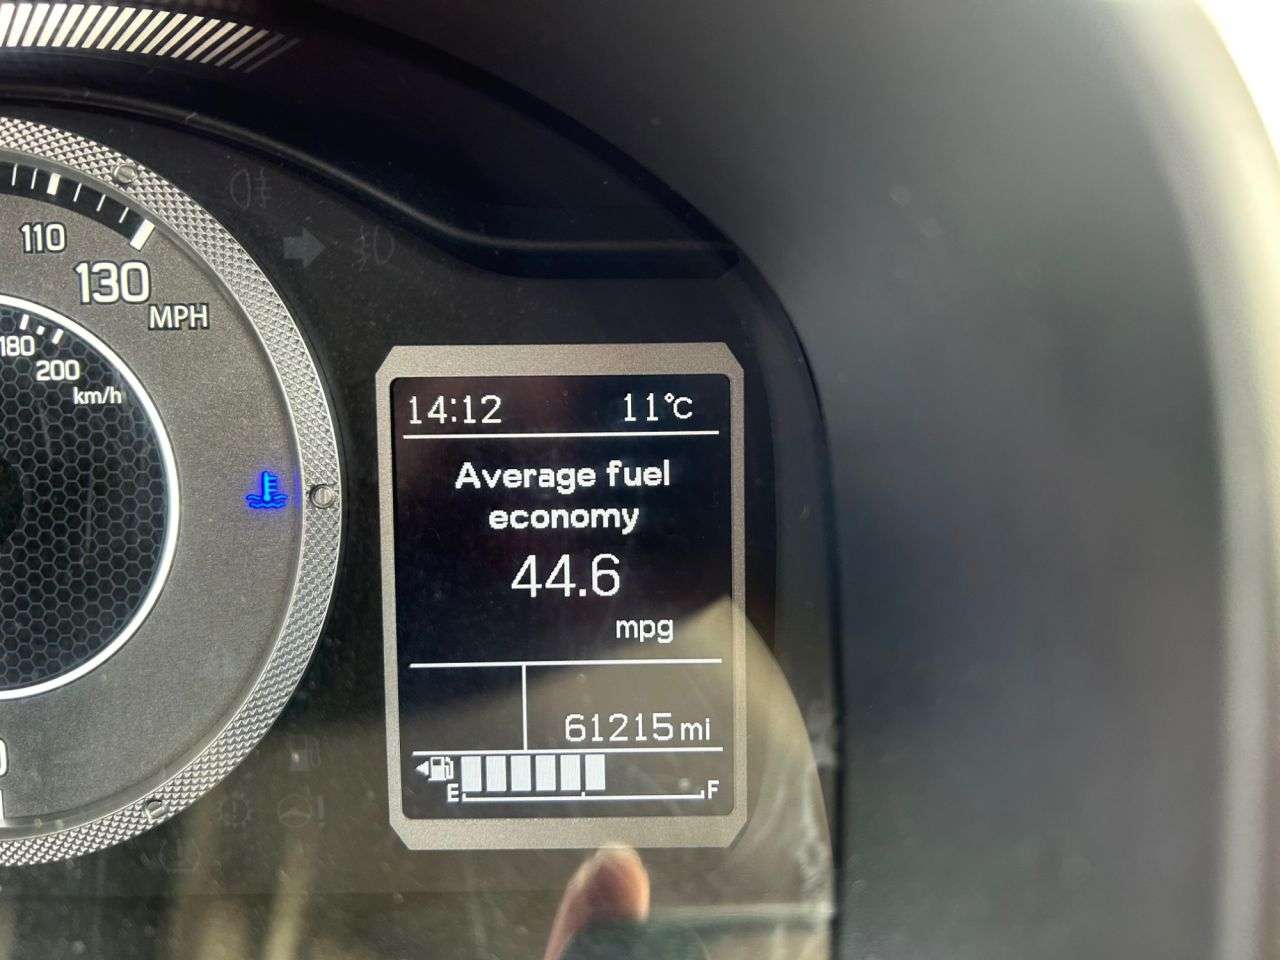 110
130
MPH
180
200
km/h
14:12 11°C
Average fuel
economy
44.6
mpg
61215 mi
E F